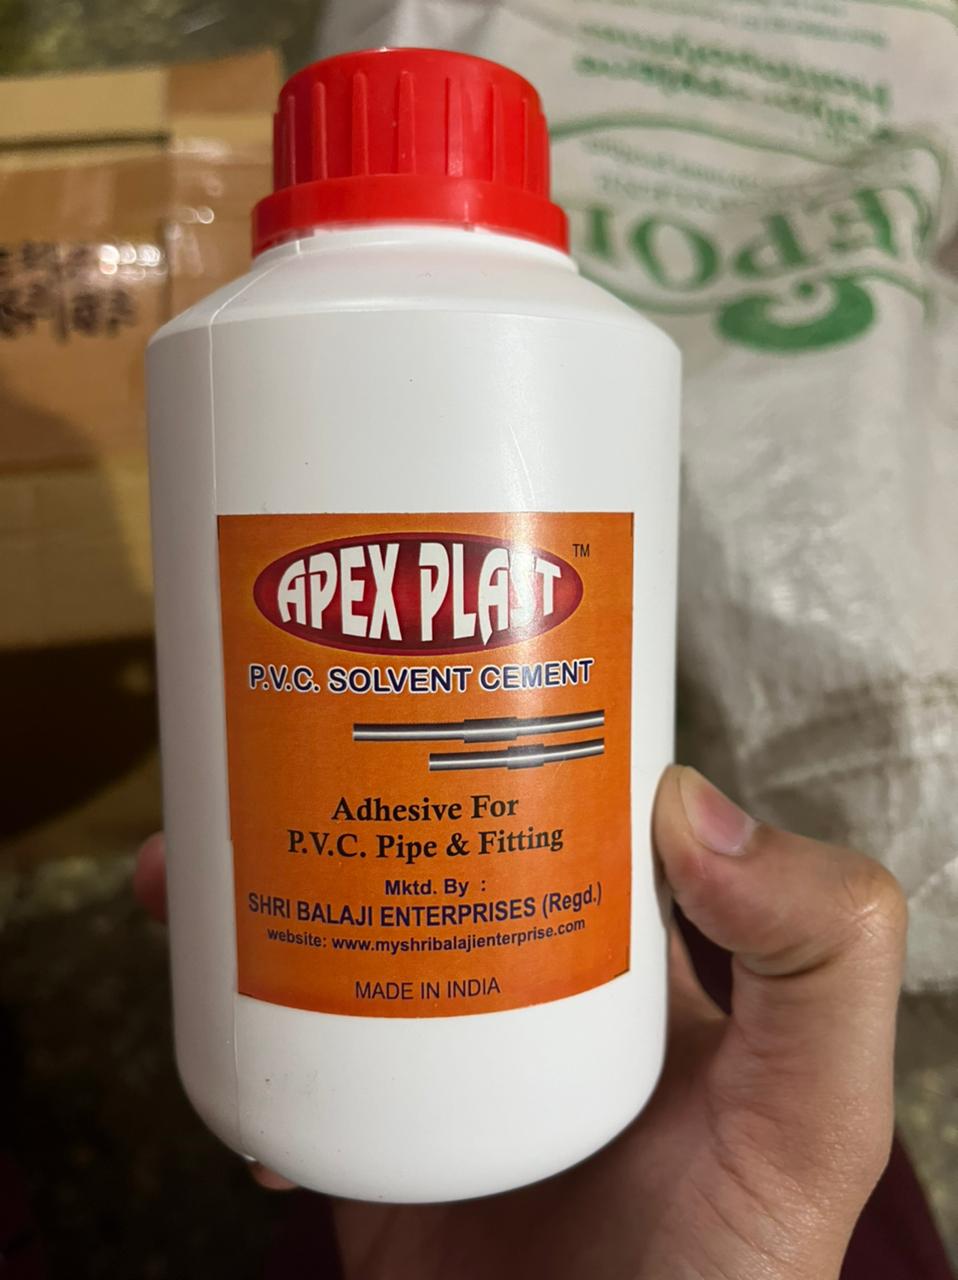 APEX PLAST
TM
P.V.C. SOLVENT CEMENT
Adhesive For
P.V.C. Pipe & Fitting
Mktd. By :
SHRI BALAJI ENTERPRISES (Regd.)
website: www.myshribalajienterprise.com
MADE IN INDIA